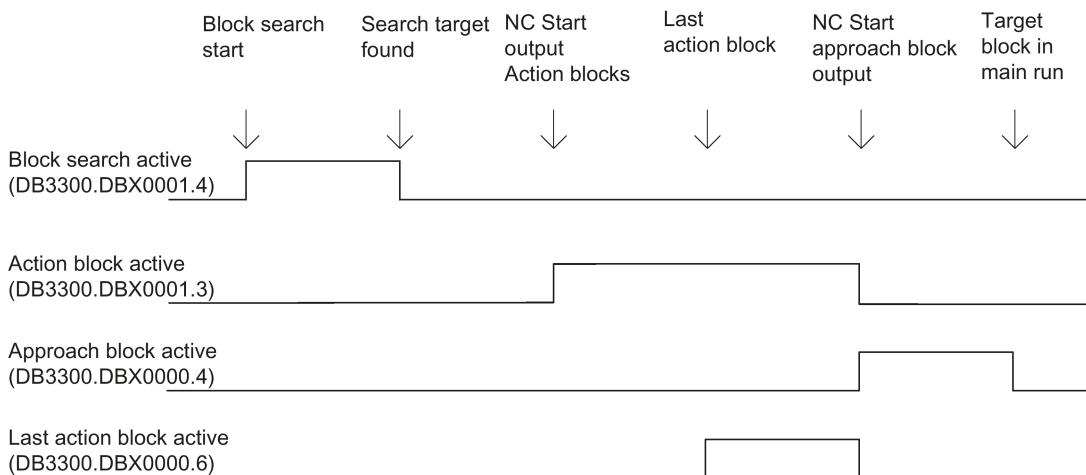 Block search
start
Search target
found
NC Start
output
Action blocks
Last
action block
NC Start
approach block
output
Target
block in
main run
Block search active
(DB3300.DBX0001.4)
Action block active
(DB3300.DBX0001.3)
Approach block active
(DB3300.DBX0000.4)
Last action block active
(DB3300.DBX0000.6)